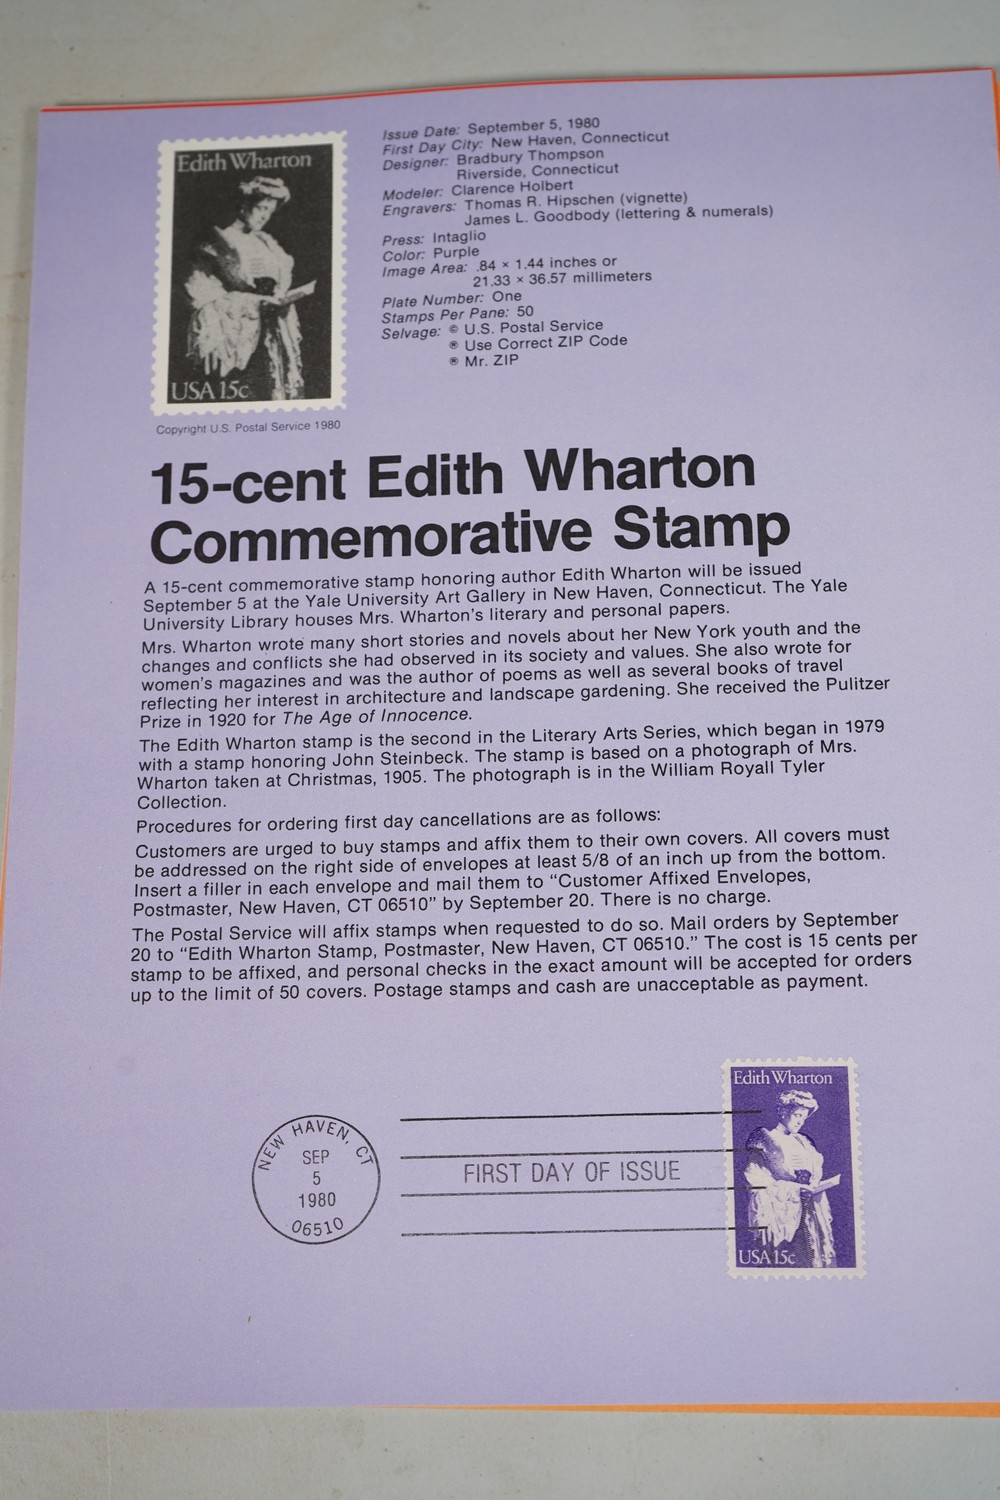 Edith Wharton
USA 15c
Copyright U.S. Postal Service 1980
Issue Date: September 5, 1980
First Day City: New Haven, Connecticut
Designer: Bradbury Thompson
Riverside, Connecticut
Modeler: Clarence Holbert
Engravers: Thomas R. Hipschen (vignette)
James L. Goodbody (lettering & numerals)
Press: Intaglio
Color: Purple
Image Area: .84 × 1.44 inches or
21.33 × 36.57 millimeters
Plate Number: One
Stamps Per Pane: 50
Selvage: © U.S. Postal Service
® Use Correct ZIP Code
® Mr. ZIP
15-cent Edith Wharton
Commemorative Stamp
A 15-cent commemorative stamp honoring author Edith Wharton will be issued
September 5 at the Yale University Art Gallery in New Haven, Connecticut. The Yale
University Library houses Mrs. Wharton's literary and personal papers.
Mrs. Wharton wrote many short stories and novels about her New York youth and the
changes and conflicts she had observed in its society and values. She also wrote for
women's magazines and was the author of poems as well as several books of travel
reflecting her interest in architecture and landscape gardening. She received the Pulitzer
Prize in 1920 for The Age of Innocence.
The Edith Wharton stamp is the second in the Literary Arts Series, which began in 1979
with a stamp honoring John Steinbeck. The stamp is based on a photograph of Mrs.
Wharton taken at Christmas, 1905. The photograph is in the William Royall Tyler
Collection.
Procedures for ordering first day cancellations are as follows:
Customers are urged to buy stamps and affix them to their own covers. All covers must
be addressed on the right side of envelopes at least 5/8 of an inch up from the bottom.
Insert a filler in each envelope and mail them to "Customer Affixed Envelopes,
Postmaster, New Haven, CT 06510" by September 20. There is no charge.
The Postal Service will affix stamps when requested to do so. Mail orders by September
20 to "Edith Wharton Stamp, Postmaster, New Haven, CT 06510." The cost is 15 cents per
stamp to be affixed, and personal checks in the exact amount will be accepted for orders
up to the limit of 50 covers. Postage stamps and cash are unacceptable as payment.
NEW HAVEN, CT
SEP
5
1980
06510
FIRST DAY OF ISSUE
Edith Wharton
USA 15c